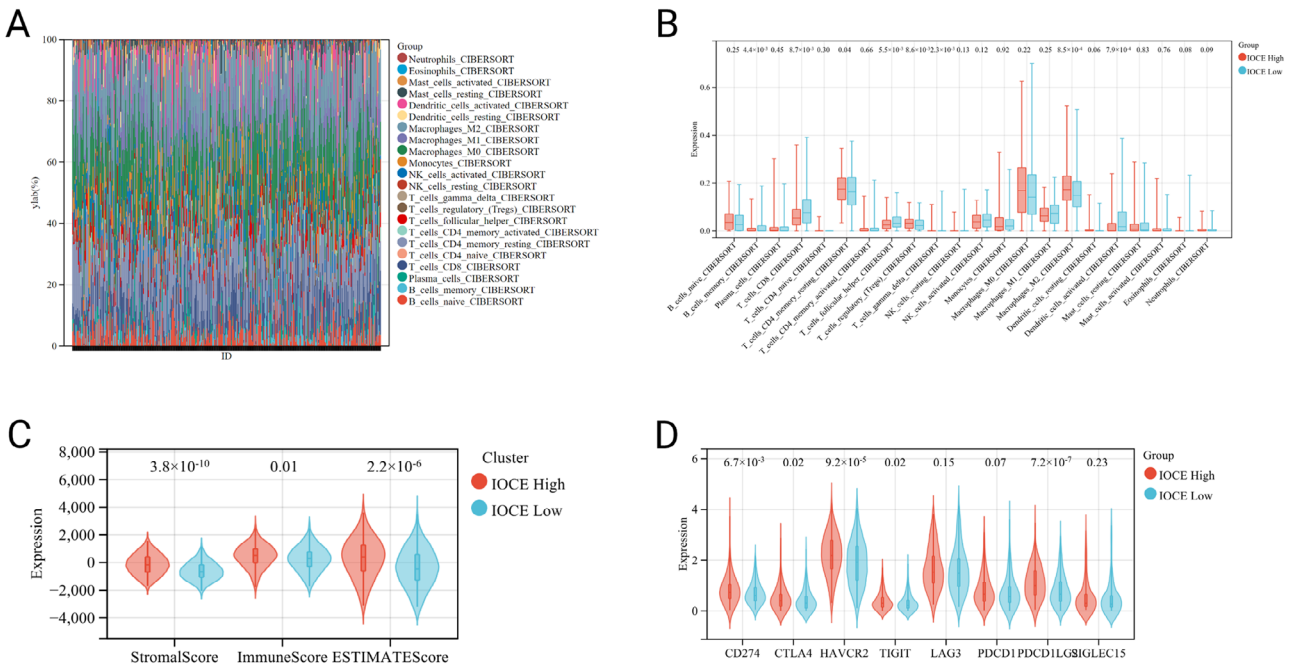 A
100
80
60
40
20
0
ylab(%)
ID
Group
Neutrophils_CIBERSORT
Eosinophils_CIBERSORT
Mast_cells_activated_CIBERSORT
Mast_cells_resting_CIBERSORT
Dendritic_cells_activated_CIBERSORT
Dendritic_cells_resting_CIBERSORT
Macrophages_M2_CIBERSORT
Macrophages_M1_CIBERSORT
Macrophages_M0_CIBERSORT
Monocytes_CIBERSORT
NK_cells_activated_CIBERSORT
NK_cells_resting_CIBERSORT
T_cells_gamma_delta_CIBERSORT
T_cells_regulatory_(Tregs)_CIBERSORT
T_cells_follicular_helper_CIBERSORT
T_cells_CD4_memory_activated_CIBERSORT
T_cells_CD4_memory_resting_CIBERSORT
T_cells_CD4_naive_CIBERSORT
T_cells_CD8_CIBERSORT
Plasma_cells_CIBERSORT
B_cells_memory_CIBERSORT
B_cells_naive_CIBERSORT
B
0.25 4.4×10⁻³ 0.45 8.7×10⁻³ 0.30 0.04 0.66 5.5×10⁻³ 8.6×10⁻³ 2.3×10⁻³ 0.13 0.12 0.92 0.22 0.25 8.5×10⁻⁴ 0.06 7.9×10⁻⁴ 0.83 0.76 0.08 0.09
0.6
0.4
0.2
0.0
Expression
B_cells_naive_CIBERSORT
B_cells_memory_CIBERSORT
Plasma_cells_CIBERSORT
T_cells_CD8_CIBERSORT
T_cells_CD4_naive_CIBERSORT
T_cells_CD4_memory_resting_CIBERSORT
T_cells_CD4_memory_activated_CIBERSORT
T_cells_follicular_helper_CIBERSORT
T_cells_regulatory_(Tregs)_CIBERSORT
T_cells_gamma_delta_CIBERSORT
NK_cells_resting_CIBERSORT
NK_cells_activated_CIBERSORT
Monocytes_CIBERSORT
Macrophages_M0_CIBERSORT
Macrophages_M1_CIBERSORT
Macrophages_M2_CIBERSORT
Dendritic_cells_resting_CIBERSORT
Dendritic_cells_activated_CIBERSORT
Mast_cells_resting_CIBERSORT
Mast_cells_activated_CIBERSORT
Eosinophils_CIBERSORT
Neutrophils_CIBERSORT
Group
IOCE High
IOCE Low
C
8,000
6,000
4,000
2,000
0
−2,000
−4,000
Expression
3.8×10⁻¹⁰ 0.01 2.2×10⁻⁶
StromalScore ImmuneScore ESTIMATEScore
Cluster
IOCE High
IOCE Low
D
6
4
2
0
Expression
6.7×10⁻³ 0.02 9.2×10⁻⁵ 0.02 0.15 0.07 7.2×10⁻⁷ 0.23
CD274 CTLA4 HAVCR2 TIGIT LAG3 PDCD1 PDCD1LG2 SIGLEC15
Group
IOCE High
IOCE Low